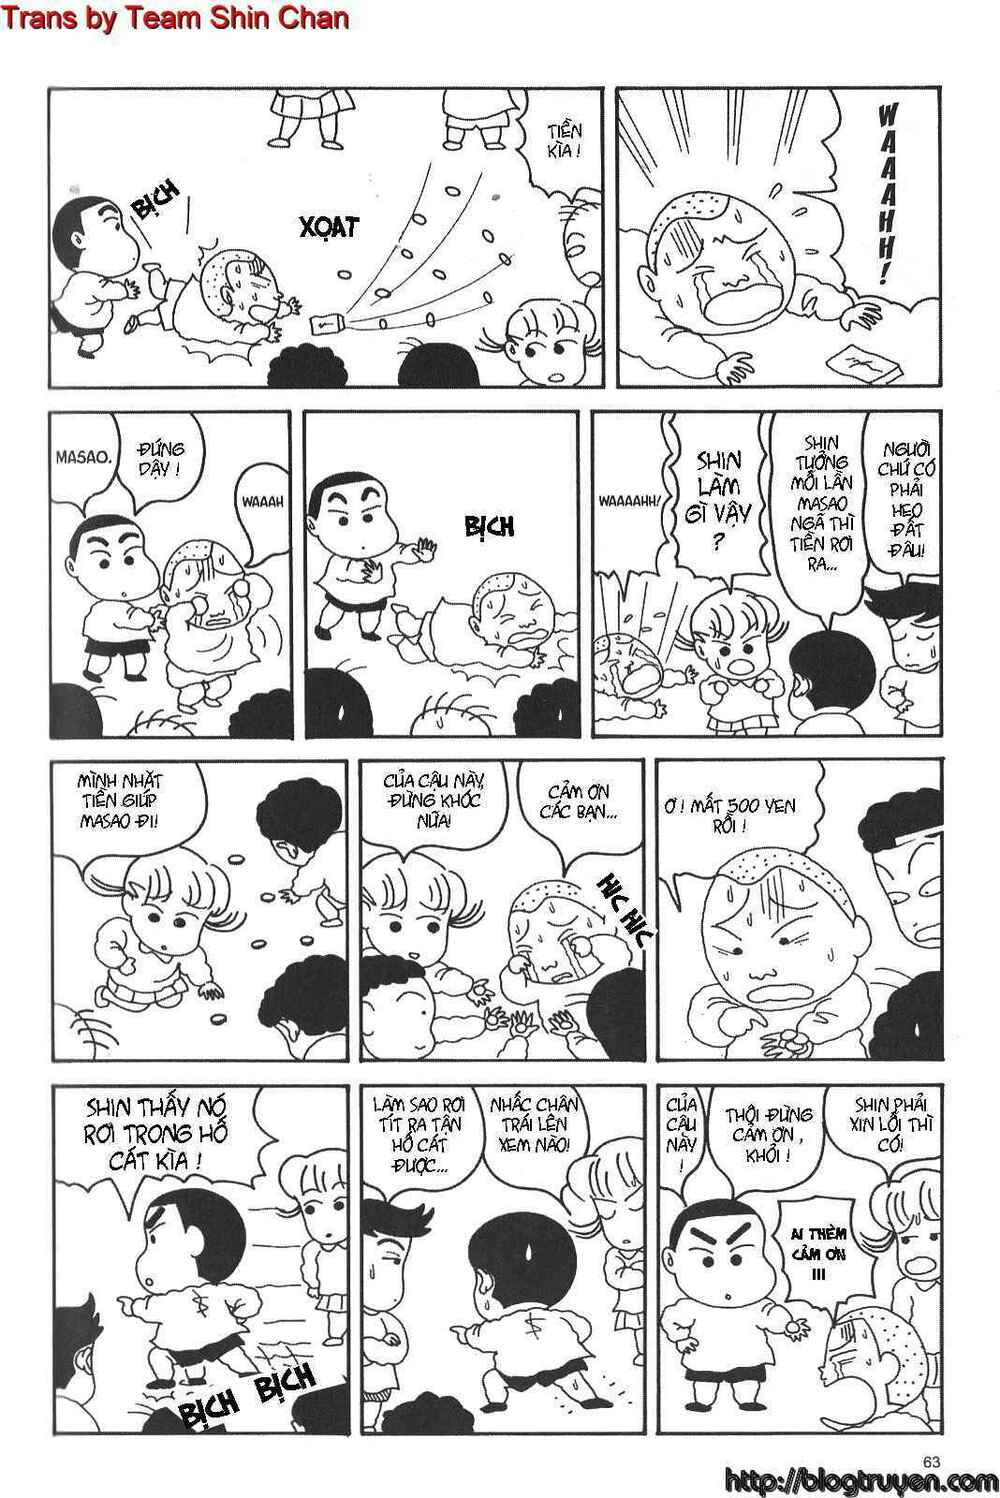 Trans by Team Shin Chan
TIỀN
KÌA !
BỊCH
XOẠT
WAAAHH!
MASAO.
ĐỨNG
DẬY !
WAAAH
BỊCH
WAAAAHH!
SHIN
LÀM
GÌ VẬY
?
SHIN
TƯỞNG
MỖI LẦN
MASAO
NGÃ THÌ
TIỀN RƠI
RA...
NGƯỜI
CHỨ CÓ
PHẢI
HEO
ĐẤT
ĐÂU!
MÌNH NHẶT
TIỀN GIÚP
MASAO ĐI!
CỦA CẬU NÀY,
ĐỪNG KHÓC
NỮA!
CẢM ƠN
CÁC BẠN...
HIC HIC
Ơ ! MẤT 500 YEN
RỒI !
SHIN THẤY NÓ
RƠI TRONG HỐ
CÁT KÌA !
BỊCH BỊCH
LÀM SAO RƠI
TÍT RA TẬN
HỐ CÁT
ĐƯỢC...
NHẤC CHÂN
TRÁI LÊN
XEM NÀO!
CỦA
CẬU
NÀY !
THÔI ĐỪNG
CẢM ƠN,
KHỎI !
AI THÈM
CẢM ƠN
!!!
SHIN PHẢI
XIN LỖI THÌ
CÓ!
63
http://blogtruyen.com/